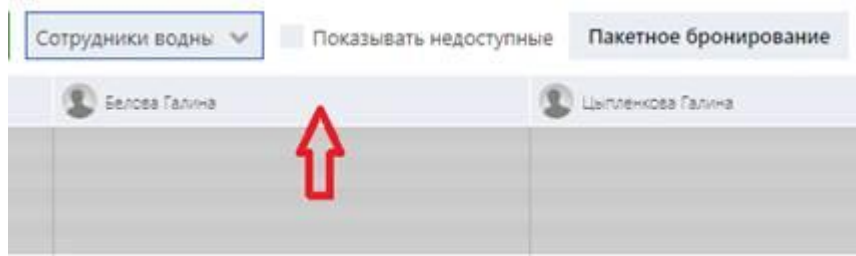 Сотрудники водны Показывать недоступные Пакетное бронирование
Белова Галина Цыпленкова Галина